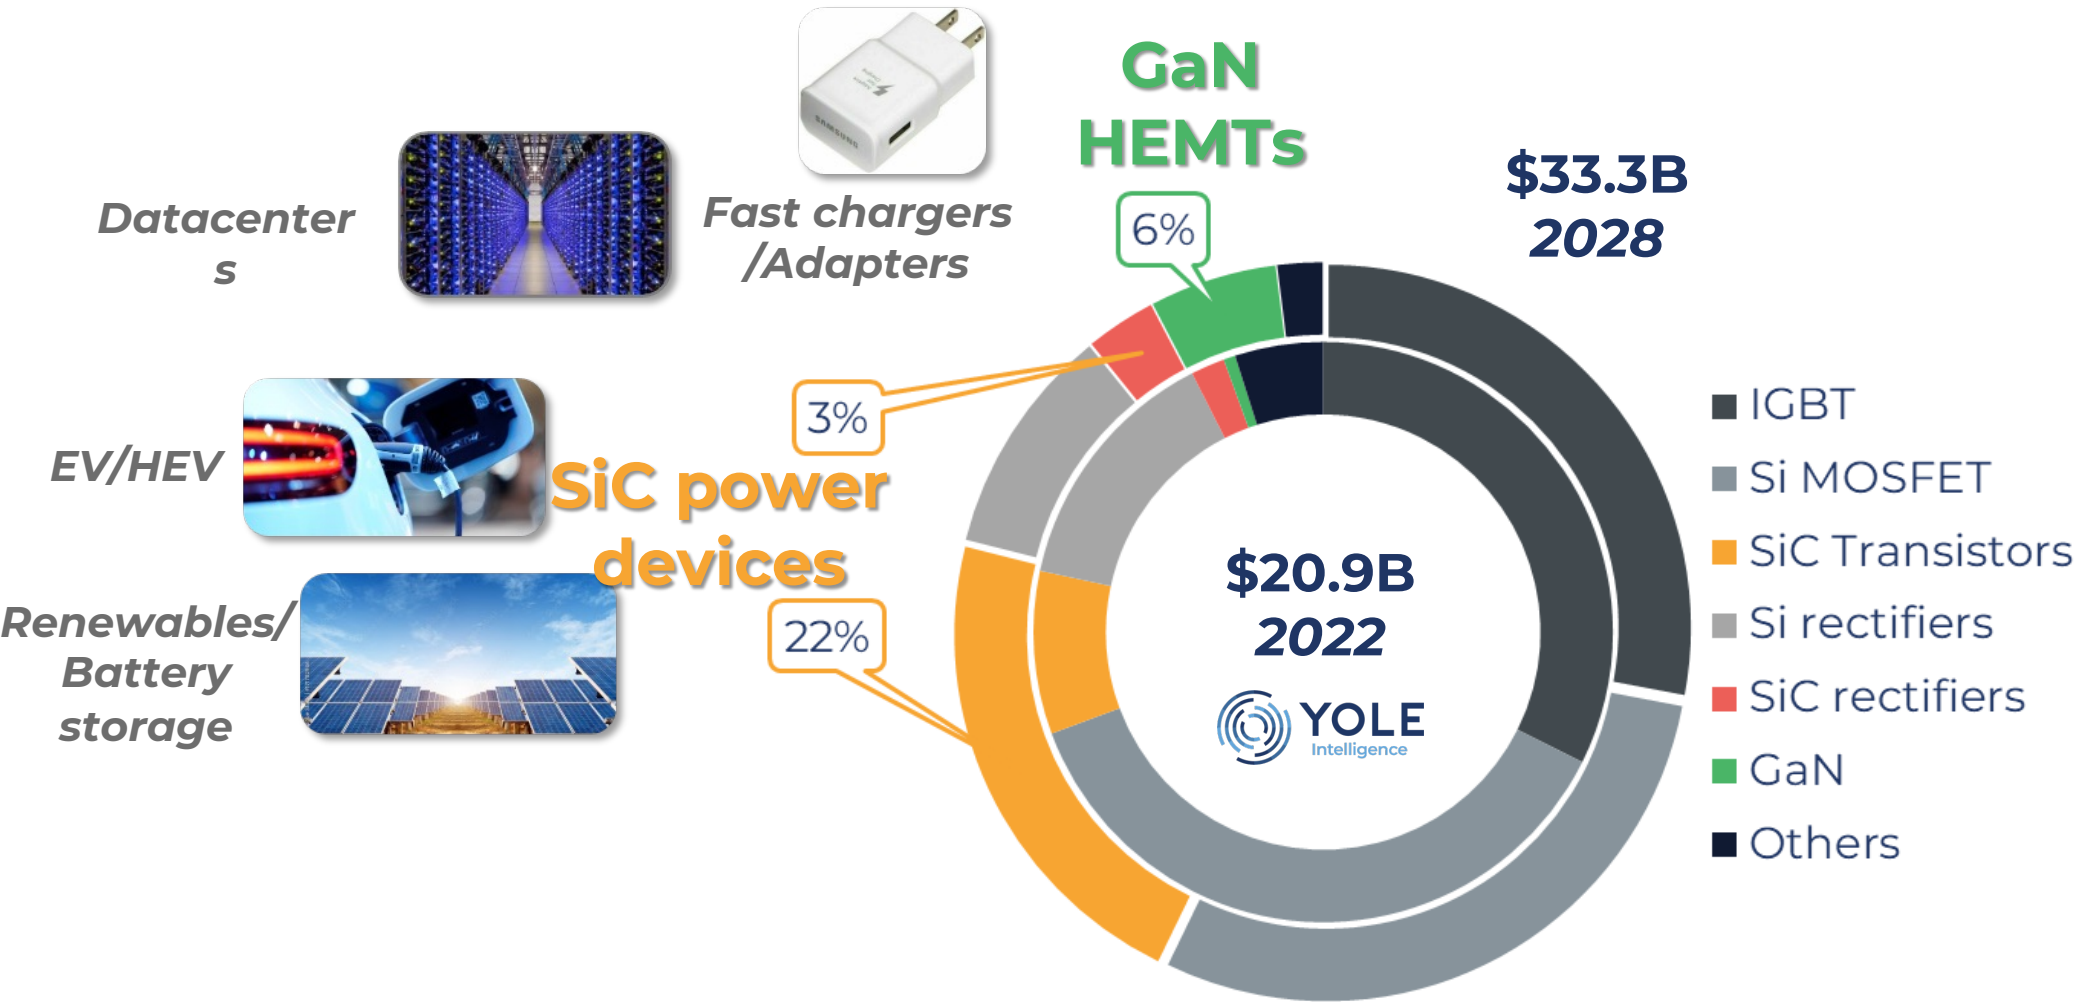 GaN
HEMTs
SAMSUNG
$33.3B
2028
Datacenter
s
Fast chargers
/Adapters
6%
3%
EV/HEV
SiC power
devices
22%
Renewables/
Battery
storage
$20.9B
2022
YOLE
Intelligence
IGBT
Si MOSFET
SiC Transistors
Si rectifiers
SiC rectifiers
GaN
Others